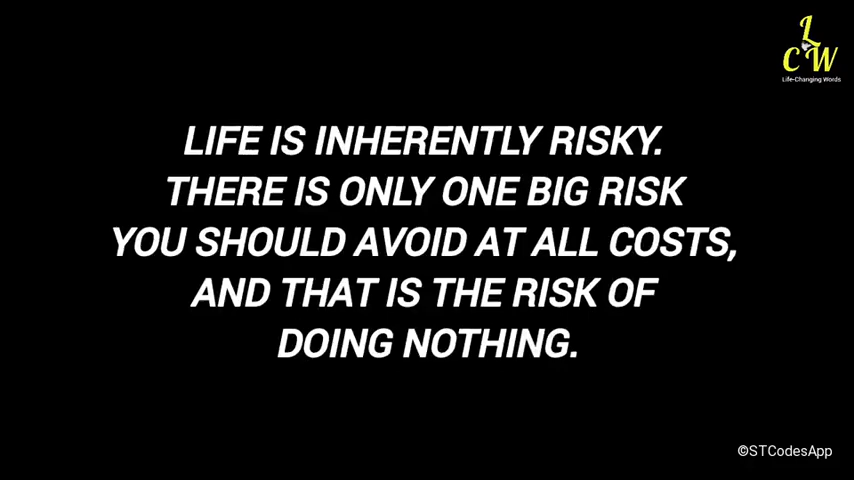 L
CW
Life-Changing Words
LIFE IS INHERENTLY RISKY.
THERE IS ONLY ONE BIG RISK
YOU SHOULD AVOID AT ALL COSTS,
AND THAT IS THE RISK OF
DOING NOTHING.
©STCodesApp